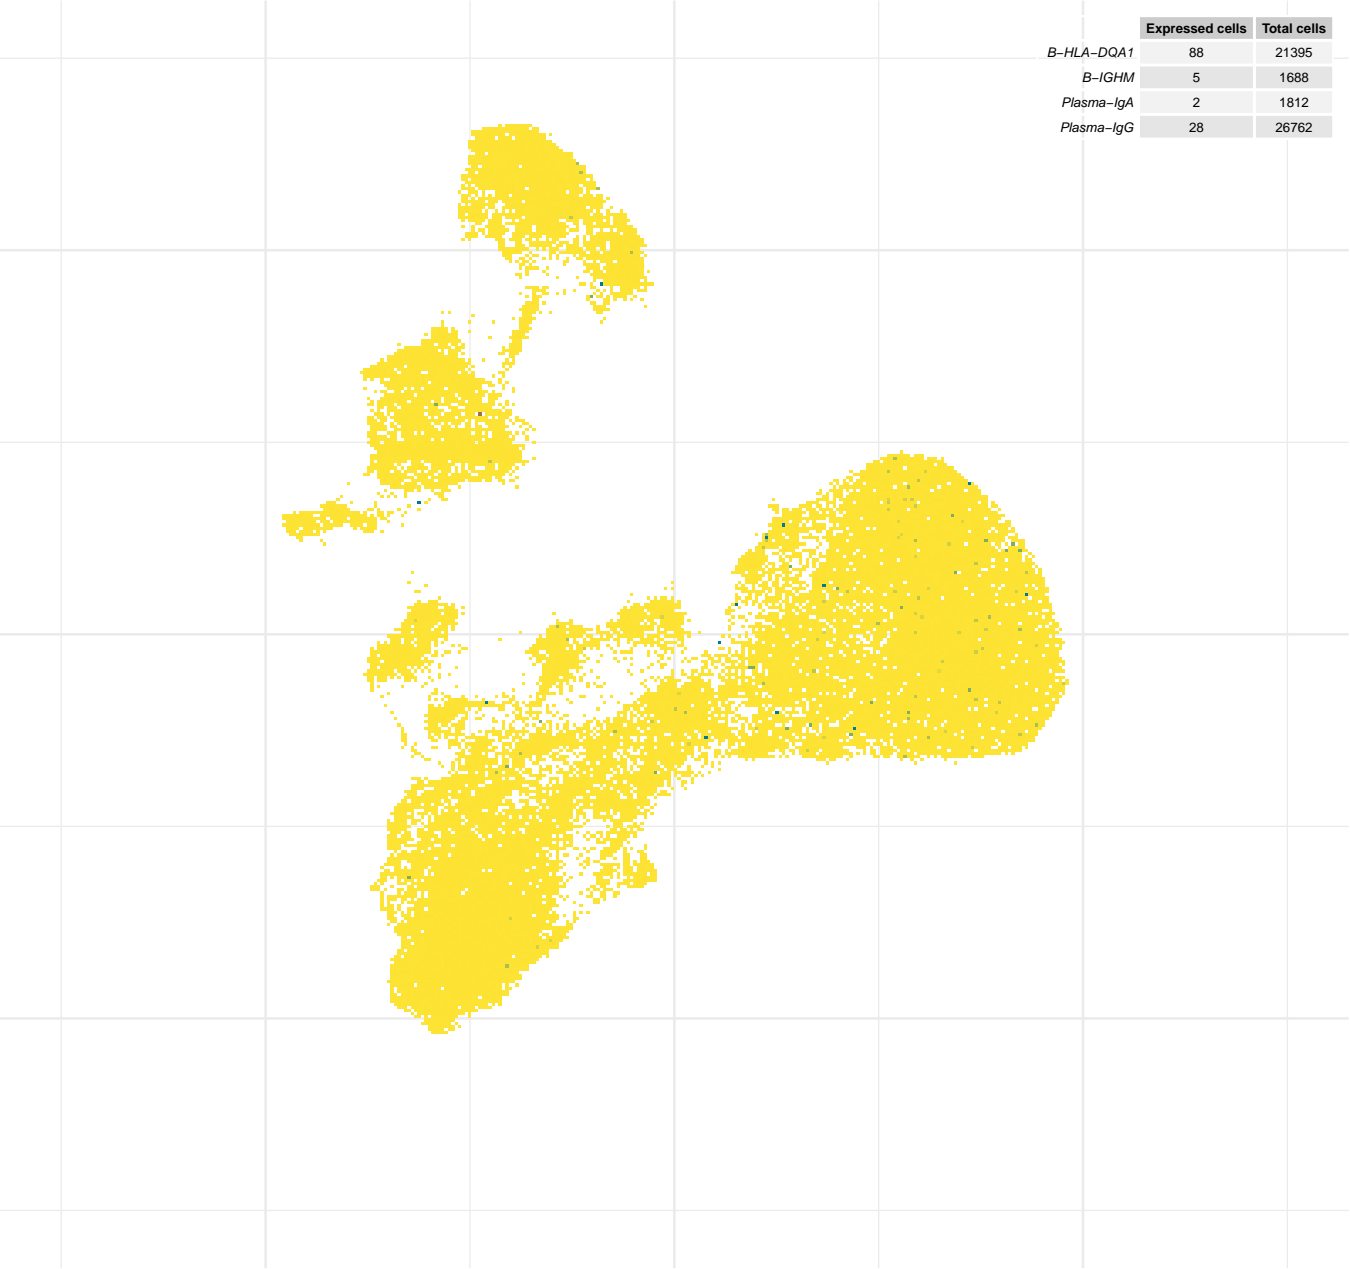 Expressed cells Total cells
B−HLA−DQA1 88 21395
B−IGHM 5 1688
Plasma−IgA 2 1812
Plasma−IgG 28 26762